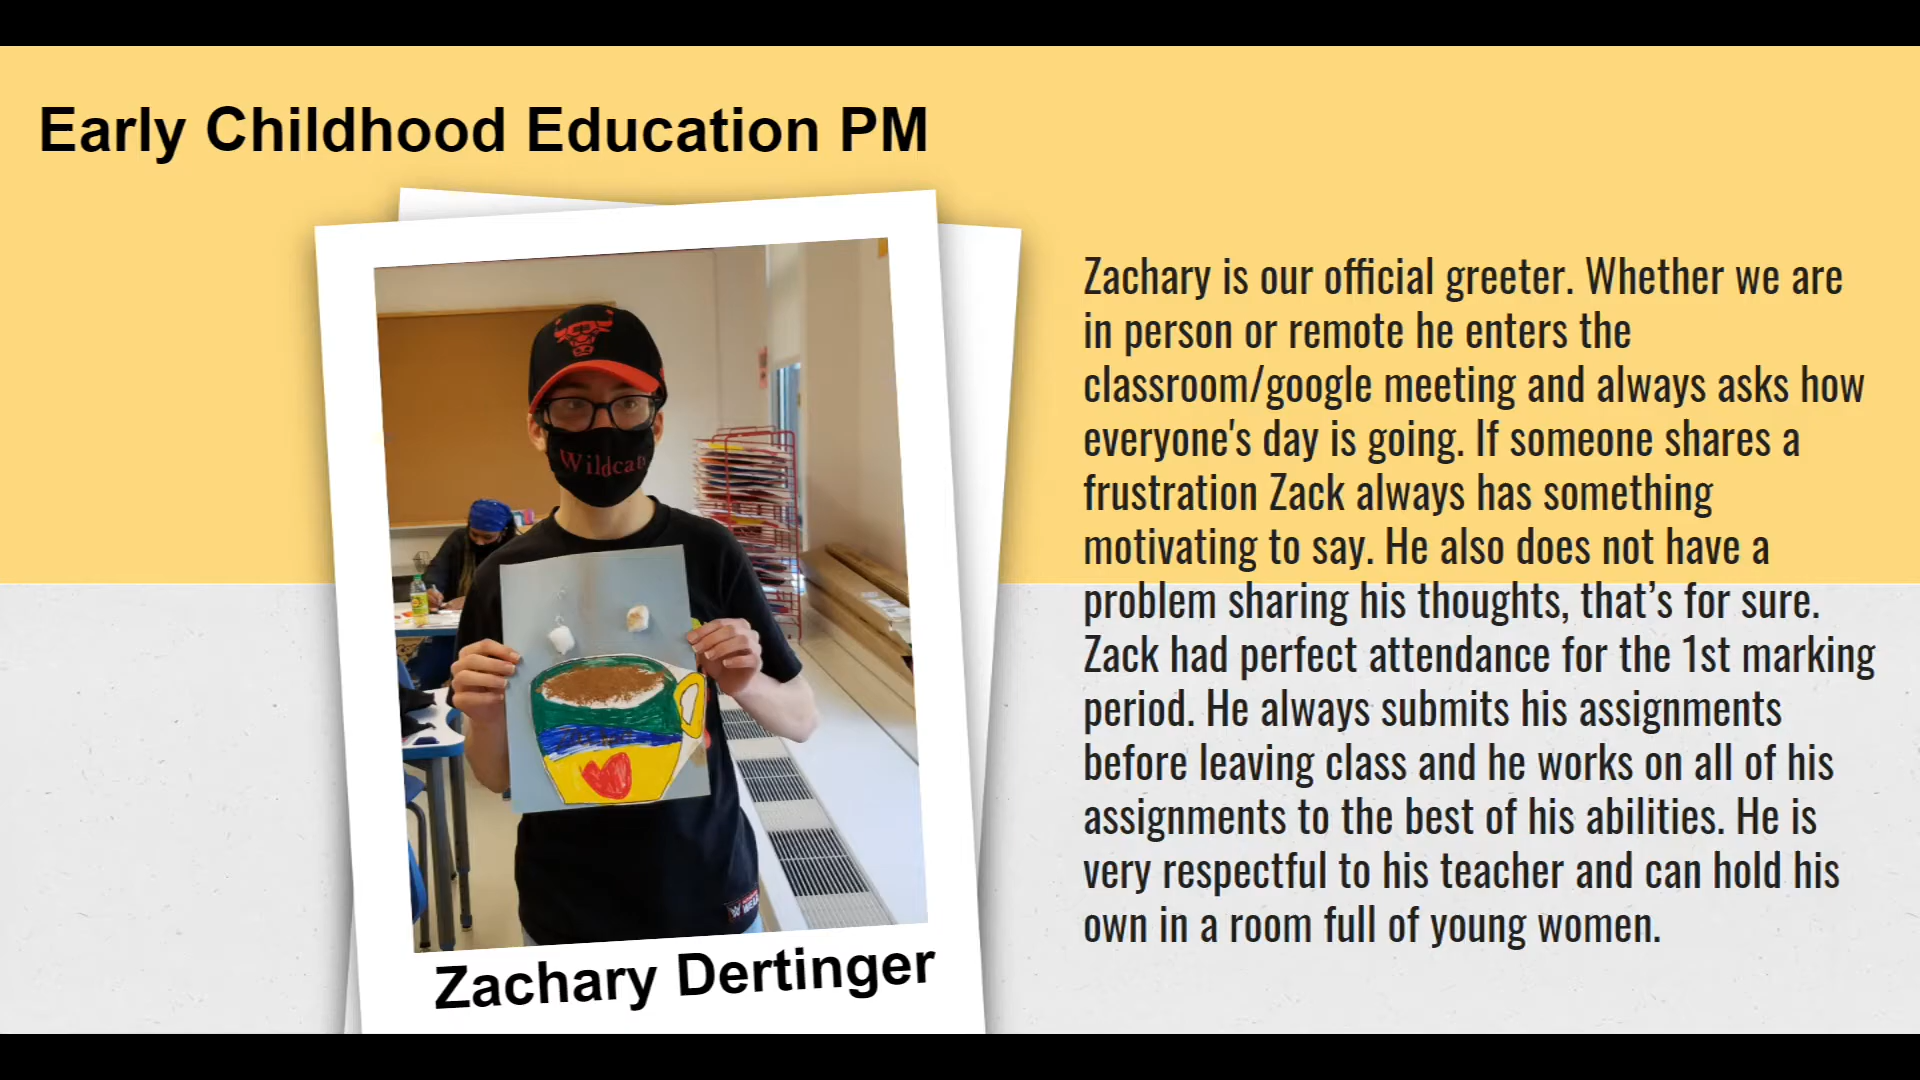 Early Childhood Education PM
Zachary is our official greeter. Whether we are
in person or remote he enters the
classroom/google meeting and always asks how
everyone's day is going. If someone shares a
frustration Zack always has something
motivating to say. He also does not have a
problem sharing his thoughts, that’s for sure.
Zack had perfect attendance for the 1st marking
period. He always submits his assignments
before leaving class and he works on all of his
assignments to the best of his abilities. He is
very respectful to his teacher and can hold his
own in a room full of young women.
Wildcats
Zachary Dertinger